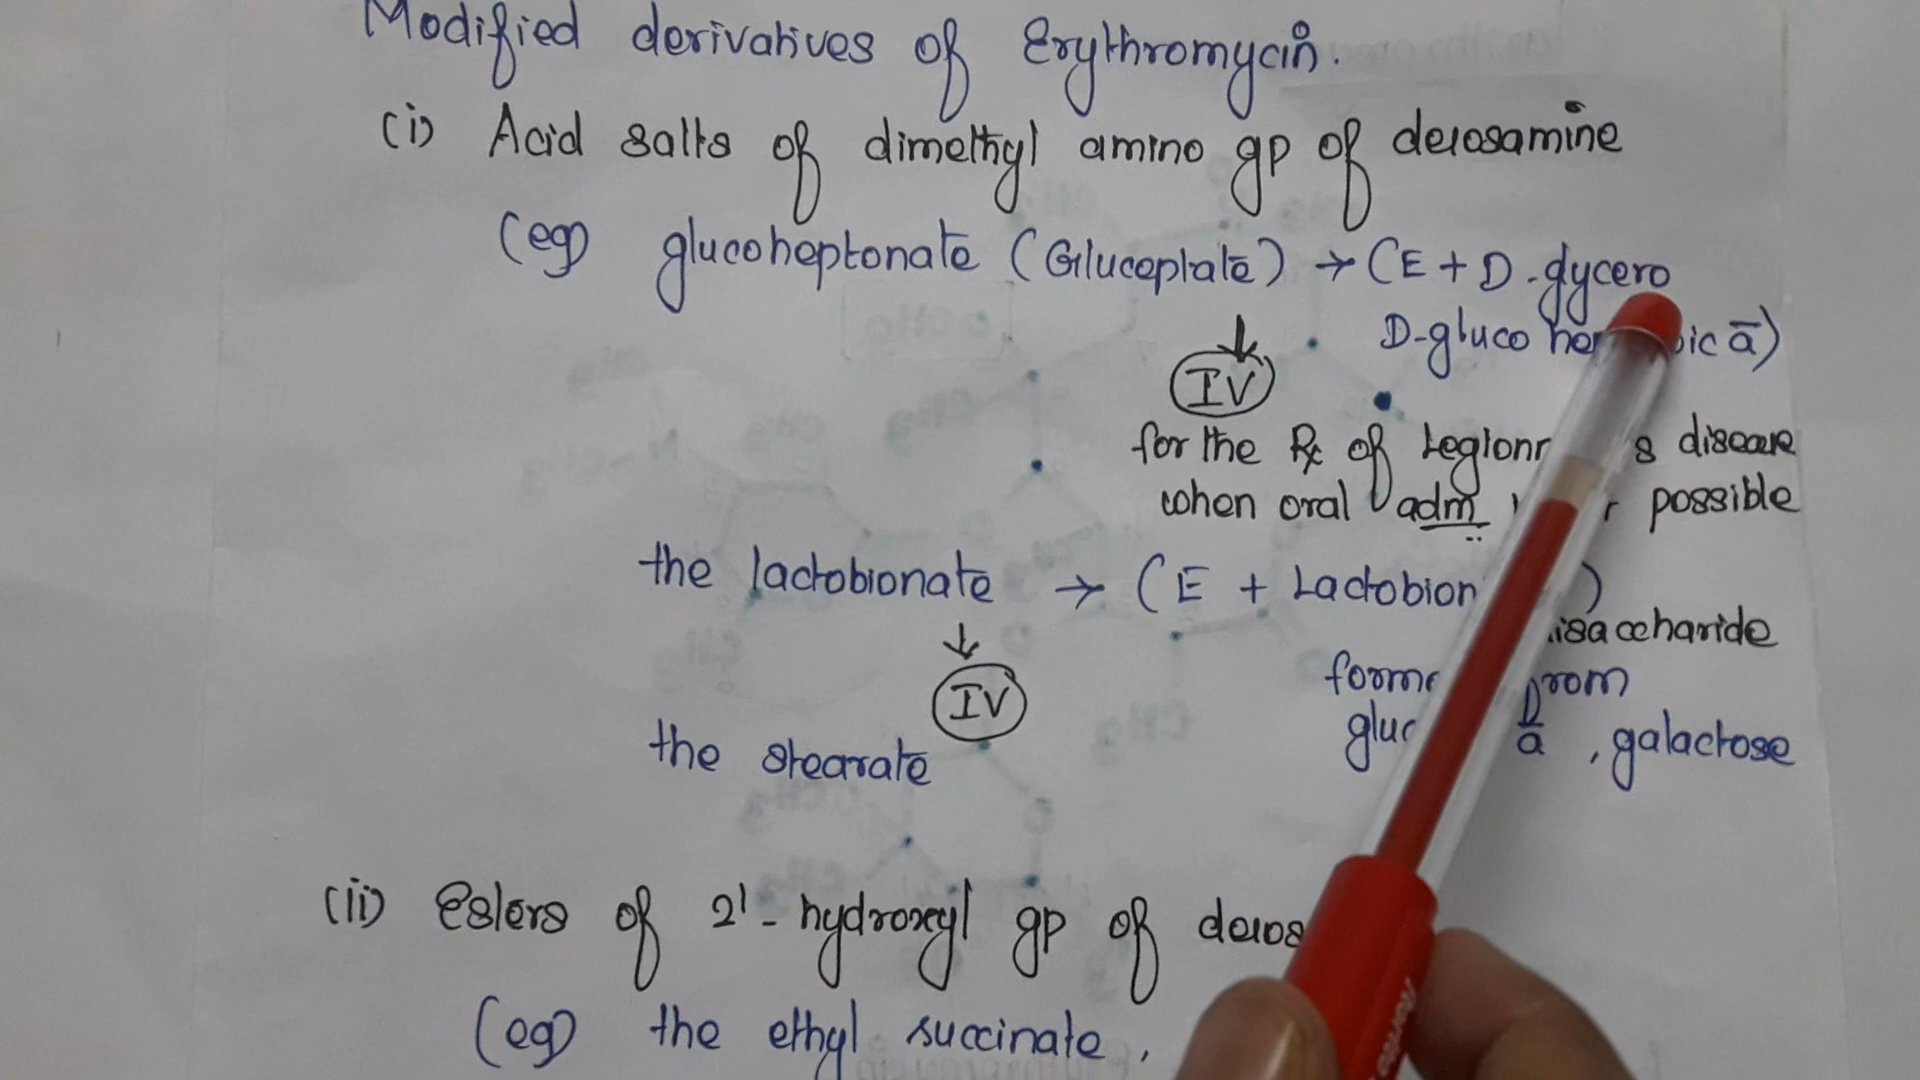 Modified derivatives of Erythromycin.
(i) Acid salts of dimethyl amino gp of desosamine
(eg) glucoheptonate (Gluceptate) → (E + D-glycero
D-gluco ā)
↓
IV
for the Rx of disease
when oral adm possible
the lactobionate → (E + )
↓
IV
from
, galactose
the stearate
(ii) Esters of 2'-hydroxyl gp of
(eg) the ethyl succinate,